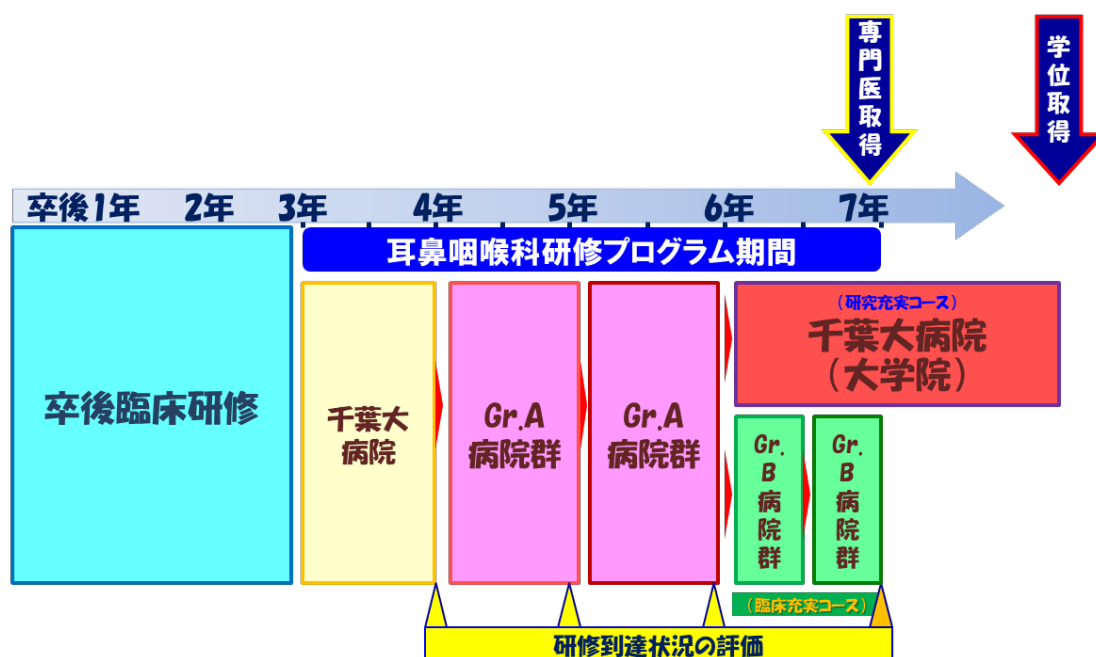 専門医取得
学位取得
卒後1年 2年 3年 4年 5年 6年 7年
耳鼻咽喉科研修プログラム期間
卒後臨床研修
千葉大
病院
Gr.A
病院群
Gr.A
病院群
(研究充実コース)
千葉大病院
(大学院)
Gr.
B
病
院
群
Gr.
B
病
院
群
(臨床充実コース)
研修到達状況の評価